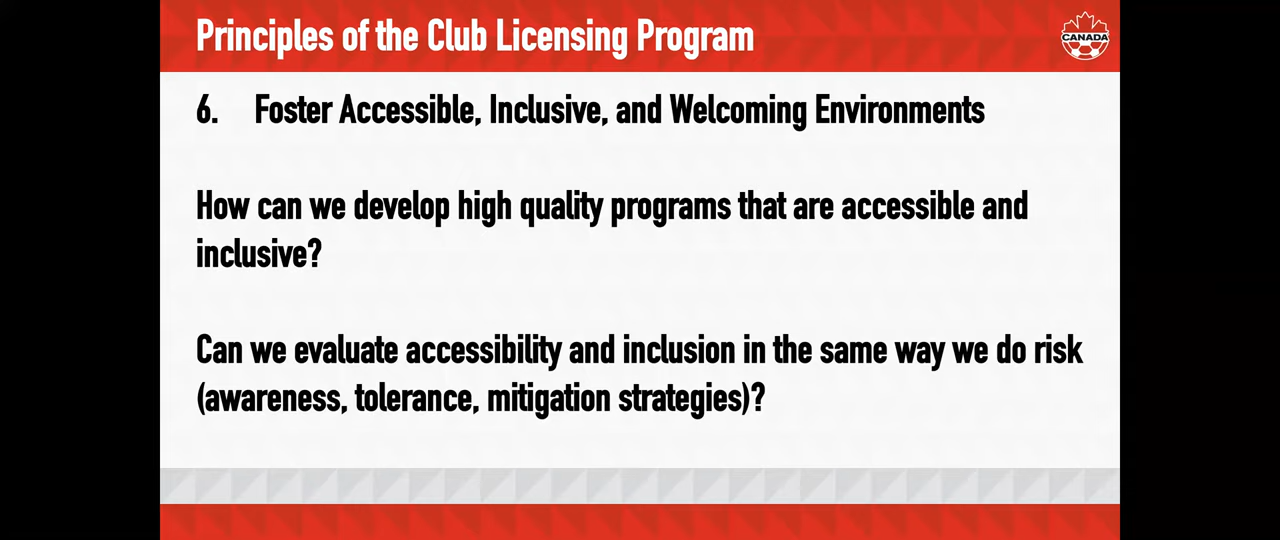 Principles of the Club Licensing Program
CANADA
6. Foster Accessible, Inclusive, and Welcoming Environments
How can we develop high quality programs that are accessible and
inclusive?
Can we evaluate accessibility and inclusion in the same way we do risk
(awareness, tolerance, mitigation strategies)?